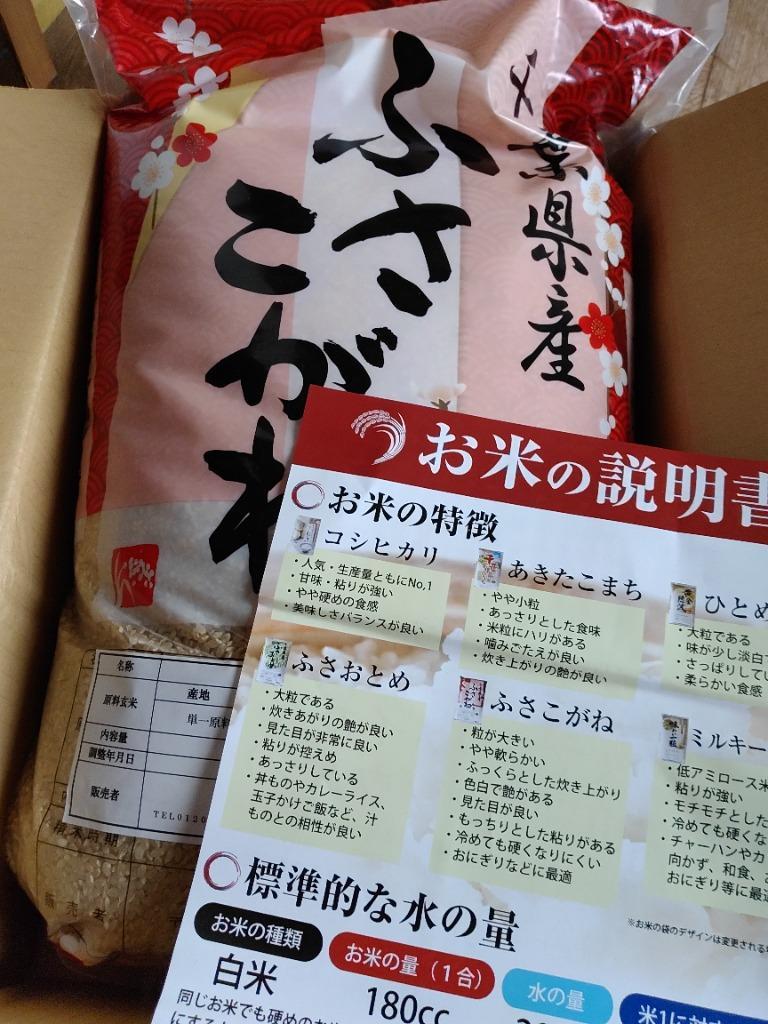 千葉県産
ふさ
こがね
お米の説明書
お米の特徴
コシヒカリ
・人気・生産量ともにNo,1
・甘味・粘りが強い
・やや硬めの食感
・美味しさバランスが良い
あきたこまち
・やや小粒
・あっさりとした食味
・米粒にハリがある
・噛みごたえが良い
・炊き上がりの艶が良い
ひとめ
・大粒である
・味が少し淡白で
・さっぱりしてい
・柔らかい食感
ふさおとめ
・大粒である
・炊きあがりの艶が良い
・見た目が非常に良い
・粘りが控えめ
・あっさりしている
・丼ものやカレーライス、
玉子かけご飯など、汁
ものとの相性が良い
ふさこがね
・粒が大きい
・やや軟らかい
・ふっくらとした炊き上がり
・色白で艶がある
・見た目が良い
・もっちりとした粘りがある
・冷めても硬くなりにくい
・おにぎりなどに最適
ミルキー
・低アミロース米
・粘りが強い
・モチモチとした
・冷めても硬くな
・チャーハンやカ
向かず、和食、お
おにぎり等に最適
※お米の袋のデザインは変更される場
標準的な水の量
お米の種類
お米の量（1合）
水の量
米1に対
白米
180cc
同じお米でも硬めのお
にする
名称
原料玄米
産地
単一原料
内容量
調整年月日
販売者
TEL0120